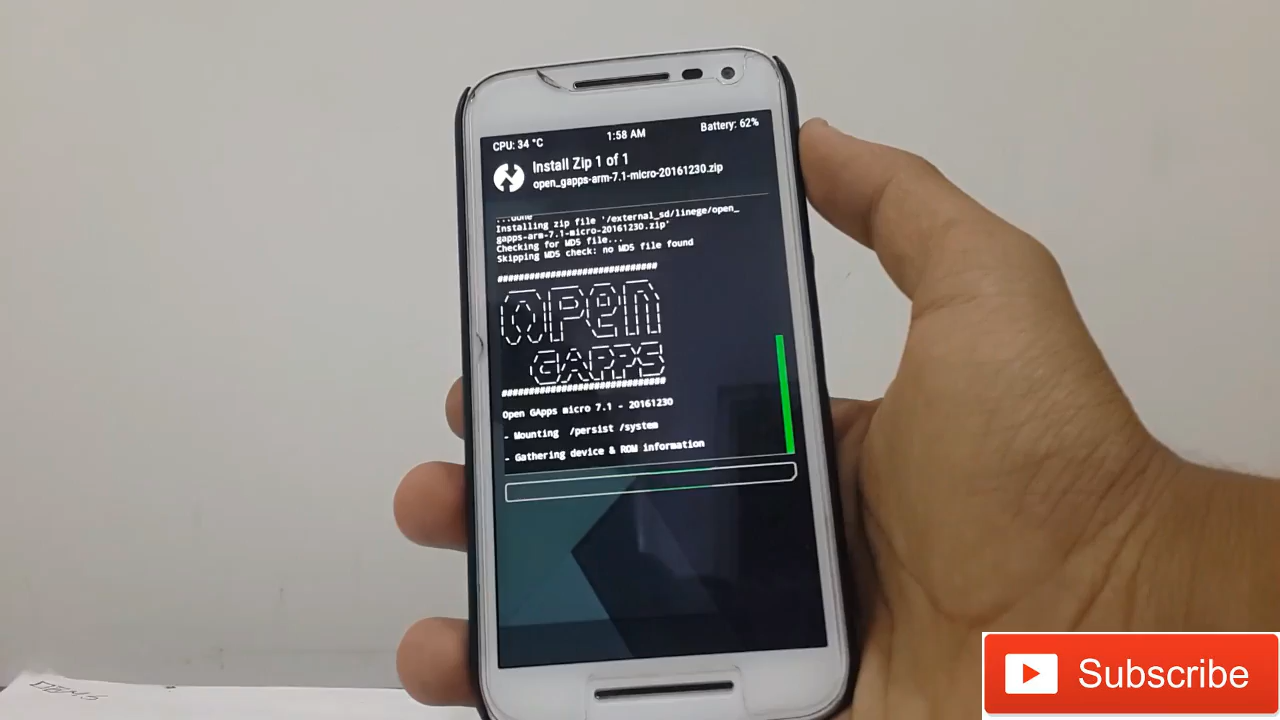 CPU: 34 °C 1:58 AM Battery: 62%
Install Zip 1 of 1
open_gapps-arm-7.1-micro-20161230.zip
...done
Installing zip file '/external_sd/linege/open_
gapps-arm-7.1-micro-20161230.zip'
Checking for MD5 file...
Skipping MD5 check: no MD5 file found
##############################
OPen
GAPPS
##############################
Open GApps micro 7.1 - 20161230
- Mounting /persist /system
- Gathering device & ROM information
Subscribe